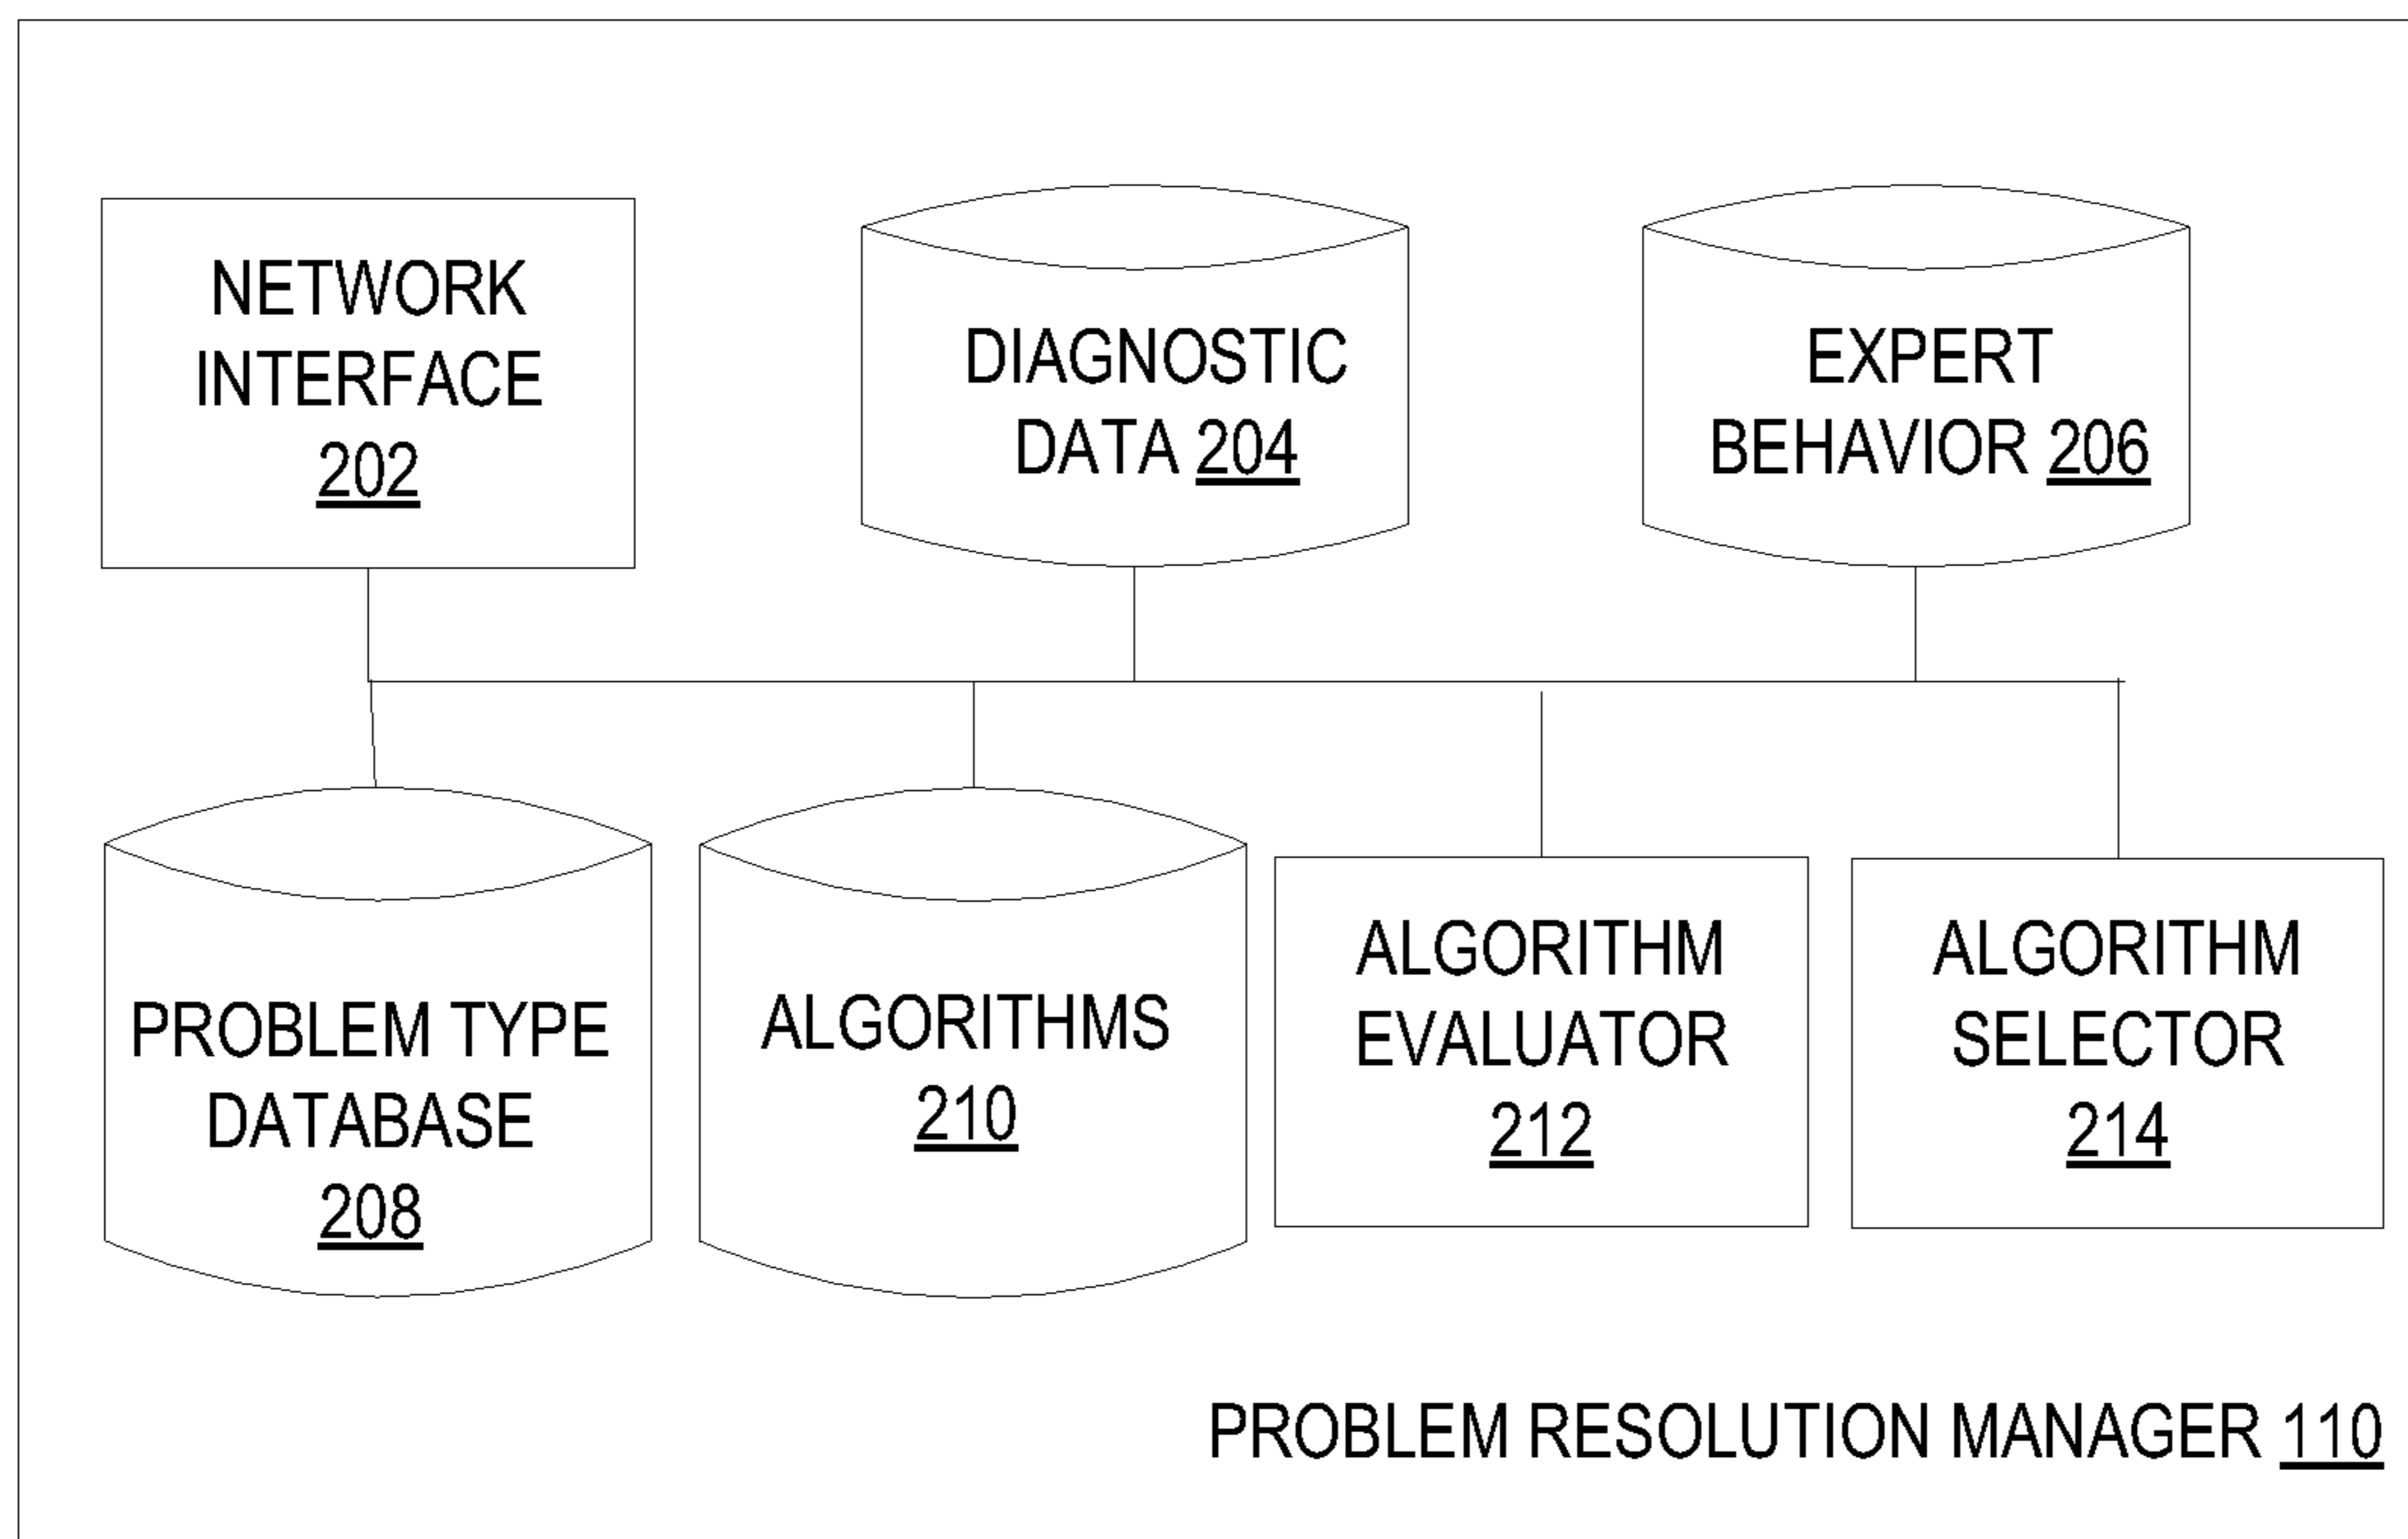 NETWORK
INTERFACE
202
DIAGNOSTIC
DATA 204
EXPERT
BEHAVIOR 206
PROBLEM TYPE
DATABASE
208
ALGORITHMS
210
ALGORITHM
EVALUATOR
212
ALGORITHM
SELECTOR
214
PROBLEM RESOLUTION MANAGER 110